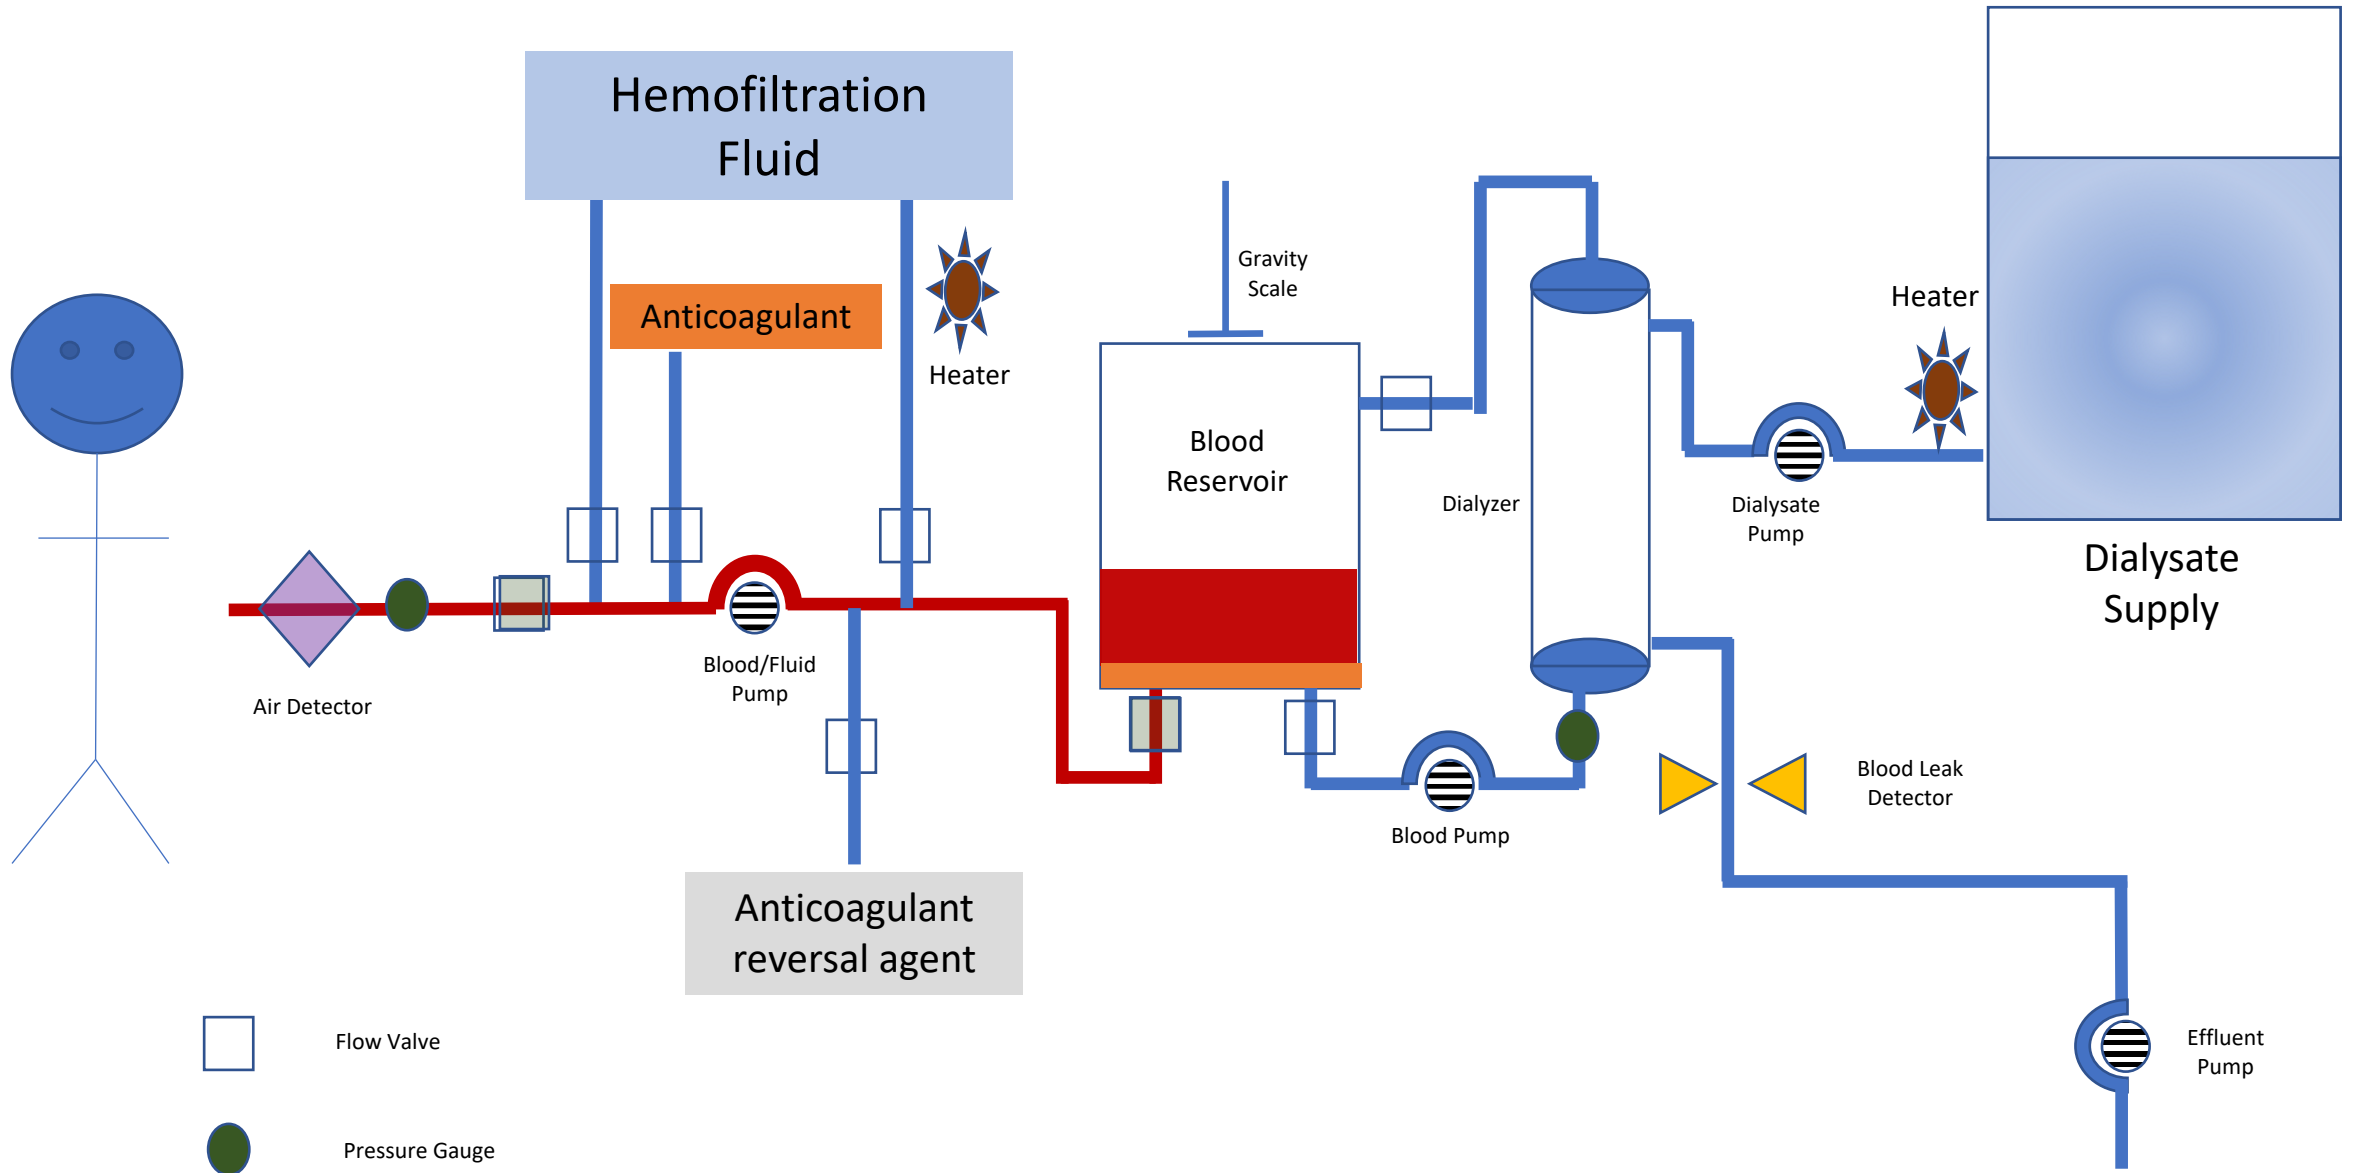 Hemofiltration
Fluid
Anticoagulant
Heater
Gravity
Scale
Blood
Reservoir
Dialyzer
Heater
Dialysate
Pump
Dialysate
Supply
Air Detector
Blood/Fluid
Pump
Blood Pump
Blood Leak
Detector
Anticoagulant
reversal agent
Effluent
Pump
Flow Valve
Pressure Gauge